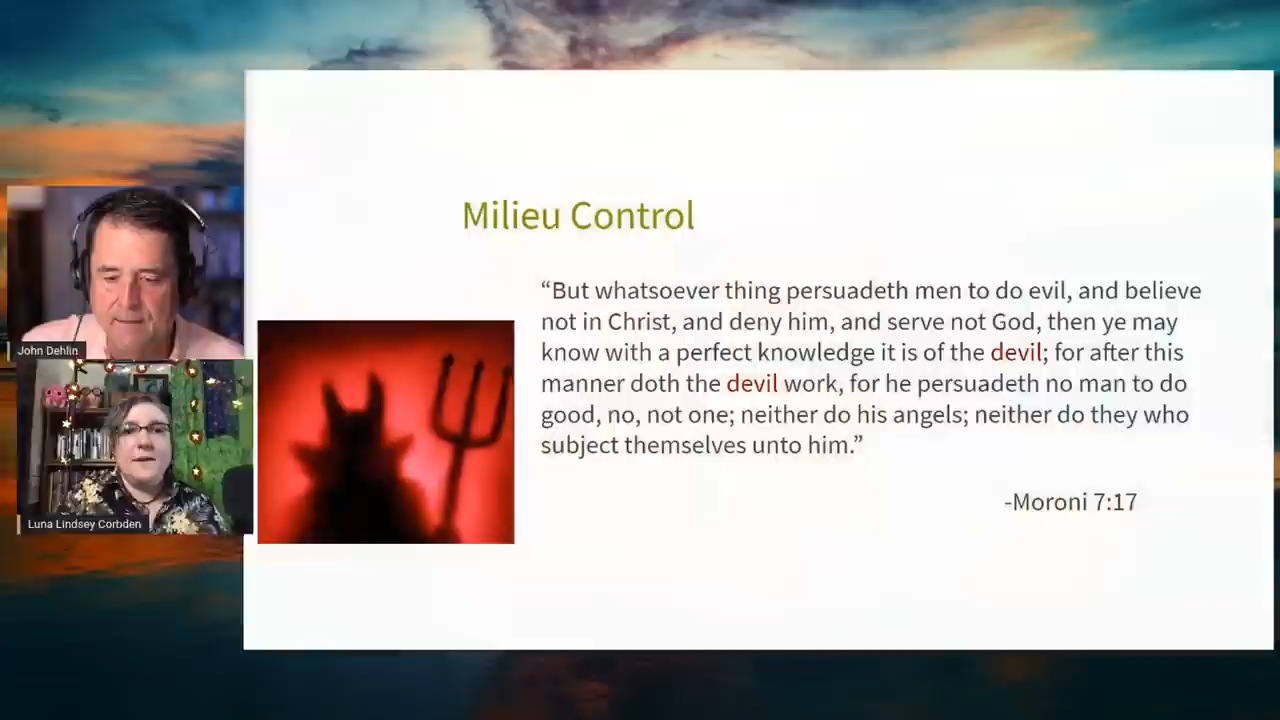 Milieu Control
“But whatsoever thing persuadeth men to do evil, and believe
not in Christ, and deny him, and serve not God, then ye may
know with a perfect knowledge it is of the devil; for after this
manner doth the devil work, for he persuadeth no man to do
good, no, not one; neither do his angels; neither do they who
subject themselves unto him.”
-Moroni 7:17
John Dehlin
Luna Lindsey Corbden